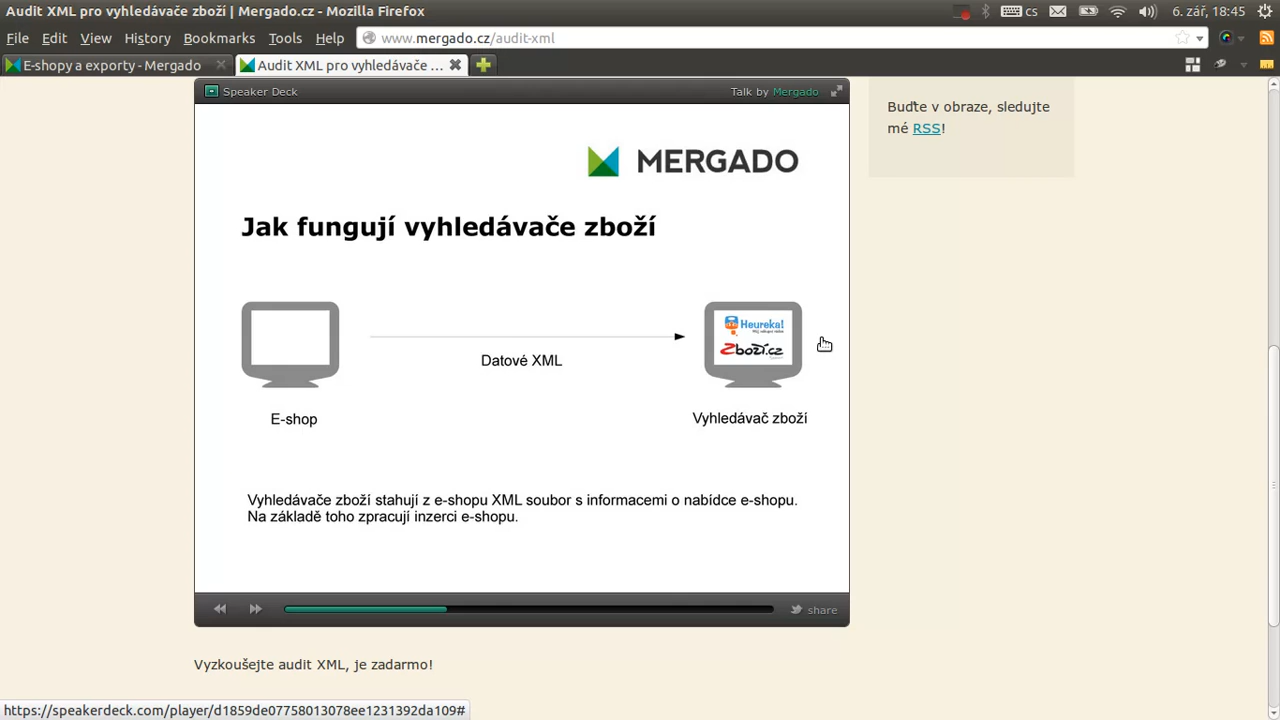 Audit XML pro vyhledávače zboží | Mergado.cz - Mozilla Firefox
cs
6. zář, 18:45
File Edit View History Bookmarks Tools Help
www.mergado.cz/audit-xml
E-shopy a exporty - Mergado
Audit XML pro vyhledávače ...
Speaker Deck
Talk by Mergado
Buďte v obraze, sledujte
mé RSS!
MERGADO
Jak fungují vyhledávače zboží
Heureka!
Zboží.cz
Datové XML
E-shop
Vyhledávač zboží
Vyhledávače zboží stahují z e-shopu XML soubor s informacemi o nabídce e-shopu.
Na základě toho zpracují inzerci e-shopu.
share
Vyzkoušejte audit XML, je zadarmo!
https://speakerdeck.com/player/d1859de07758013078ee1231392da109#